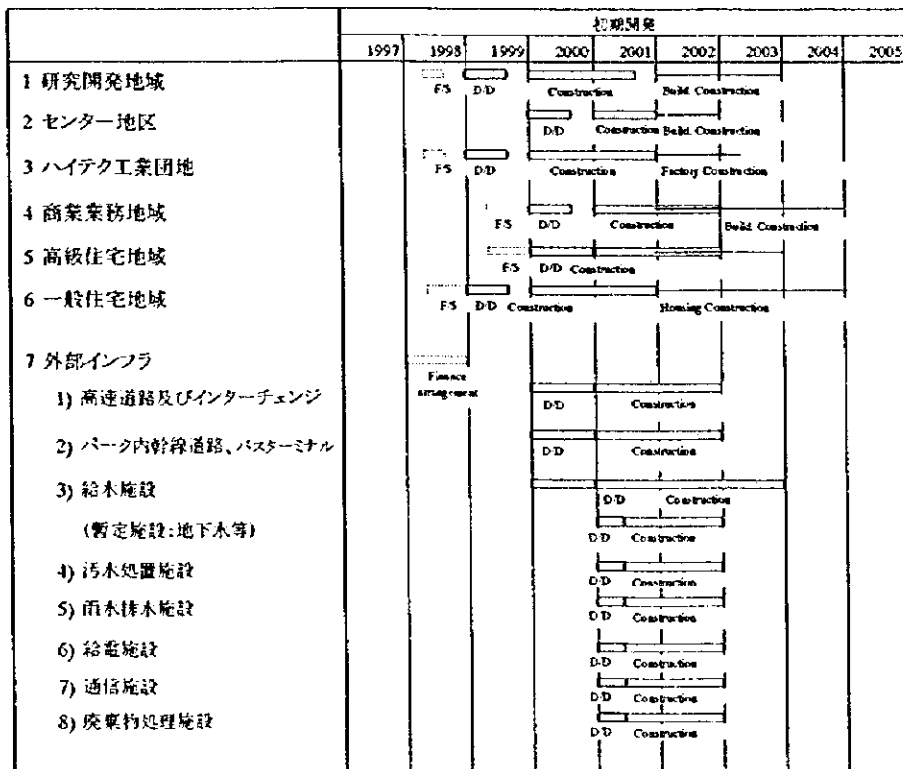 初期開発
1997 1998 1999 2000 2001 2002 2003 2004 2005
1 研究開発地域
F/S D/D Construction Build. Construction
2 センター地区
D/D Construction Build. Construction
3 ハイテク工業団地
F/S D/D Construction Factory Construction
4 商業業務地域
F/S D/D Construction Build. Construction
5 高級住宅地域
F/S D/D Construction
6 一般住宅地域
F/S D/D Construction Housing Construction
7 外部インフラ
Finance
arrangement
1) 高速道路及びインターチェンジ
D/D Construction
2) パーク内幹線道路、バスターミナル
D/D Construction
3) 給水施設
D/D Construction
(暫定施設:地下水等)
D/D Construction
4) 汚水処置施設
D/D Construction
5) 雨水排水施設
D/D Construction
6) 給電施設
D/D Construction
7) 通信施設
D/D Construction
8) 廃棄物処理施設
D/D Construction